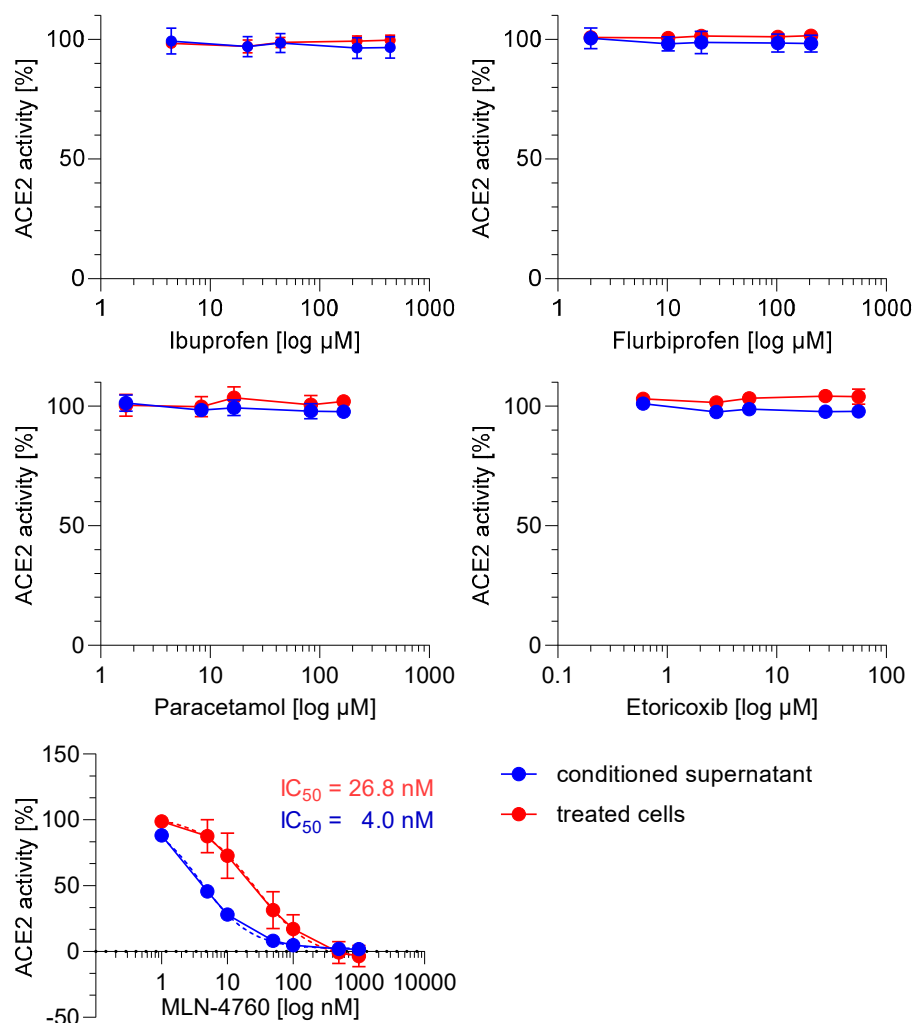 ACE2 activity [%]
100
50
0
1 10 100 1000
Ibuprofen [log µM]
ACE2 activity [%]
100
50
0
1 10 100 1000
Flurbiprofen [log µM]
ACE2 activity [%]
100
50
0
1 10 100 1000
Paracetamol [log µM]
ACE2 activity [%]
100
50
0
0.1 1 10 100
Etoricoxib [log µM]
ACE2 activity [%]
150
100
50
0
-50
IC50 = 26.8 nM
IC50 = 4.0 nM
1 10 100 1000 10000
MLN-4760 [log nM]
conditioned supernatant
treated cells